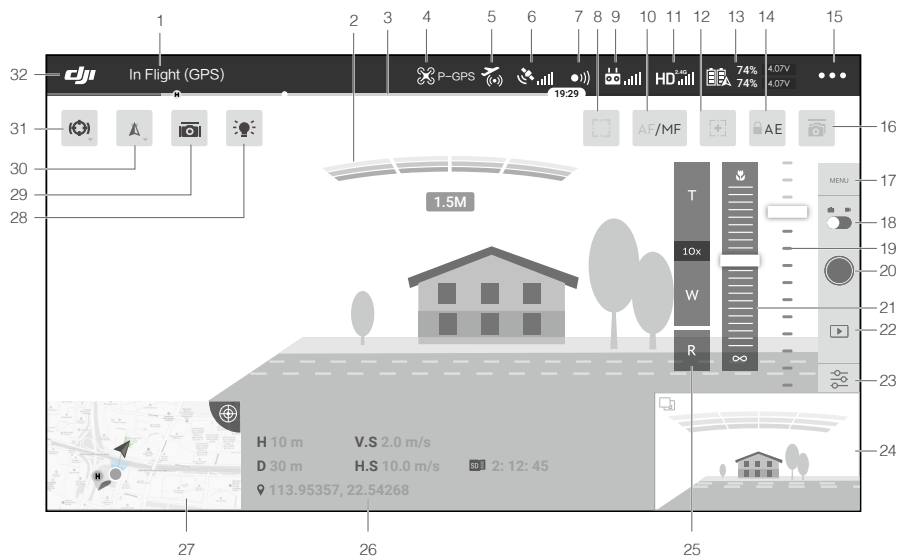 1 2 3 4 5 6 7 8 9 10 11 12 13 14 15
32 dji In Flight (GPS) P-GPS HD 2.4G 74% 4.07V
74% 4.07V
H 19:29
31 AF/MF AE 16
30
29
28
1.5M
T MENU 17
18
10x 19
20
W 21
22
R ∞ 23
H 10 m V.S 2.0 m/s
D 30 m H.S 10.0 m/s SD 2: 12: 45 24
H 113.95357, 22.54268
27 26 25